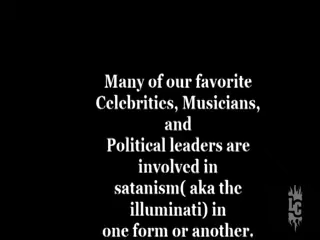 Many of our favorite
Celebrities, Musicians,
and
Political leaders are
involved in
satanism( aka the
illuminati) in
one form or another.